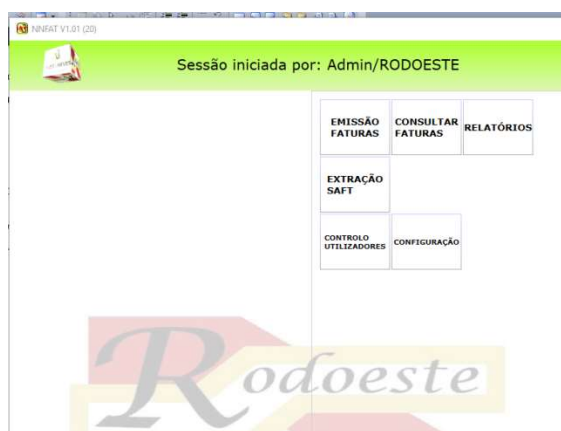 NNFAT V1.01 (20)
Sessão iniciada por: Admin/RODOESTE
EMISSÃO
FATURAS
CONSULTAR
FATURAS
RELATÓRIOS
EXTRAÇÃO
SAFT
CONTROLO
UTILIZADORES
CONFIGURAÇÃO
Rodoeste